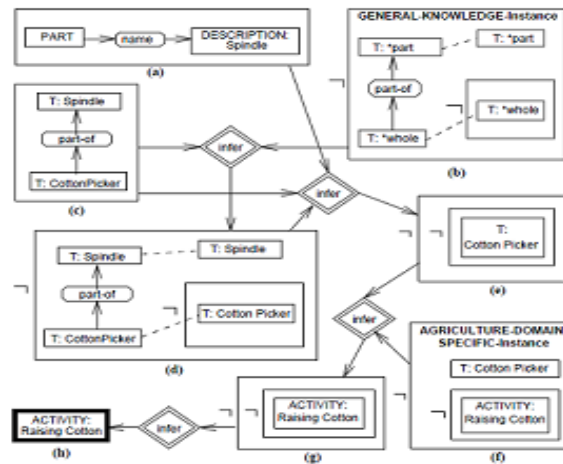 PART
name
DESCRIPTION:
Spindle
(a)
GENERAL-KNOWLEDGE-Instance
T: *part
T: *part
part-of
T: *whole
T: *whole
(b)
T: Spindle
part-of
T: CottonPicker
(c)
infer
infer
T: Spindle
T: Spindle
part-of
T: Cotton Picker
T: CottonPicker
(d)
T:
Cotton Picker
(e)
infer
AGRICULTURE-DOMAIN
SPECIFIC-Instance
T: Cotton Picker
ACTIVITY:
Raising Cotton
(f)
ACTIVITY:
Raising Cotton
(g)
infer
ACTIVITY:
Raising Cotton
(h)